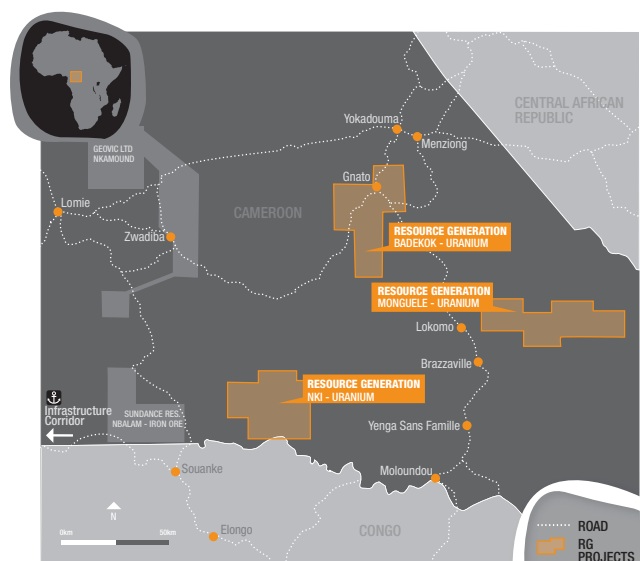 CENTRAL AFRICAN
REPUBLIC
Yokadouma
Menziong
GEOVIC LTD
NKAMOUND
Gnato
Lomie
CAMEROON
Zwadiba
RESOURCE GENERATION
BADEKOK - URANIUM
RESOURCE GENERATION
MONGUELE - URANIUM
Lokomo
Brazzaville
RESOURCE GENERATION
NKI - URANIUM
Infrastructure
Corridor
SUNDANCE RES.
NBALAM - IRON ORE
Yenga Sans Famille
Souanke
Moloundou
N
0km
50km
Elongo
CONGO
ROAD
RG
PROJECTS